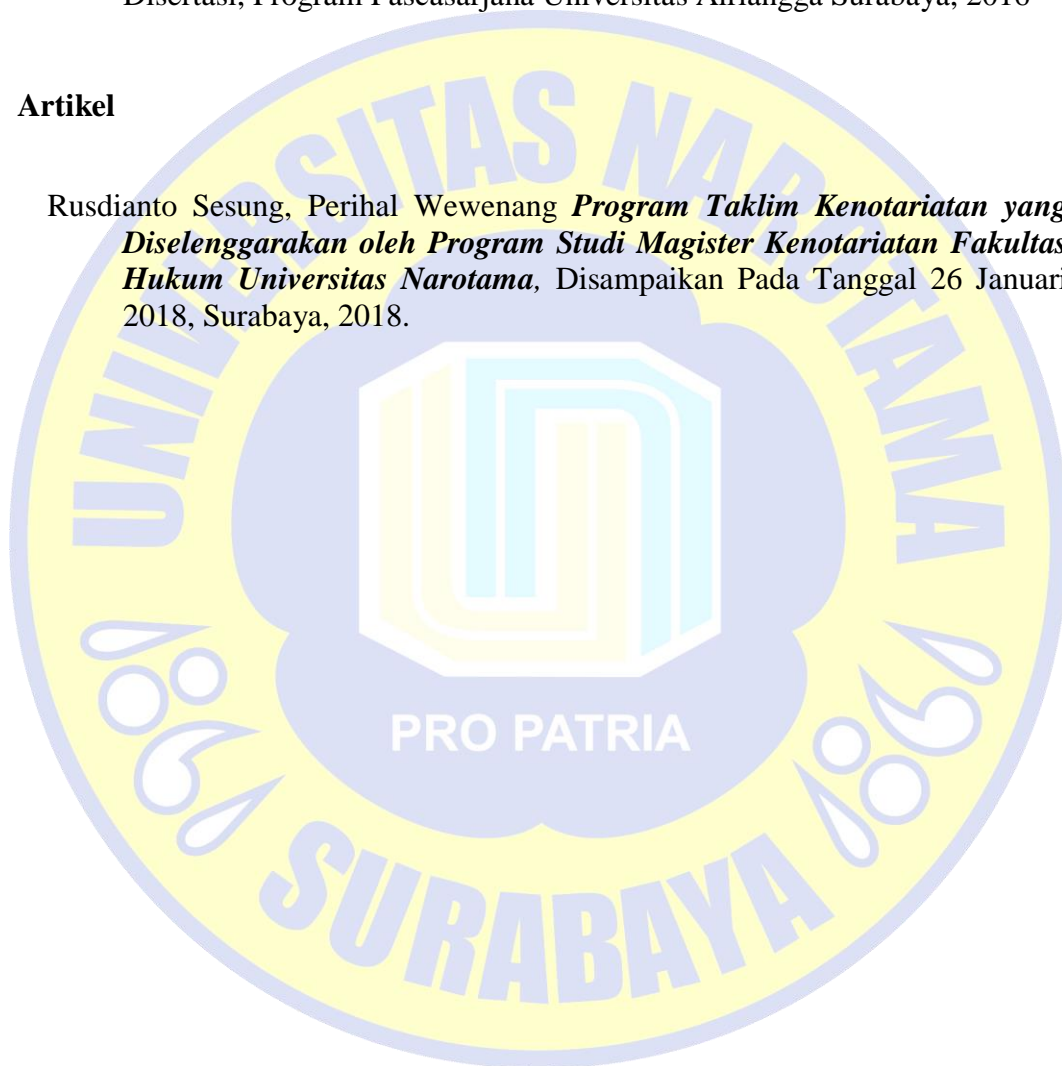 Disertasi, Program Pascasarjana Universitas Airlangga Surabaya, 2016
Artikel
Rusdianto Sesung, Perihal Wewenang Program Taklim Kenotariatan yang
Diselenggarakan oleh Program Studi Magister Kenotariatan Fakultas
Hukum Universitas Narotama, Disampaikan Pada Tanggal 26 Januari
2018, Surabaya, 2018.
UNIVERSITAS NAROTAMA
PRO PATRIA
SURABAYA